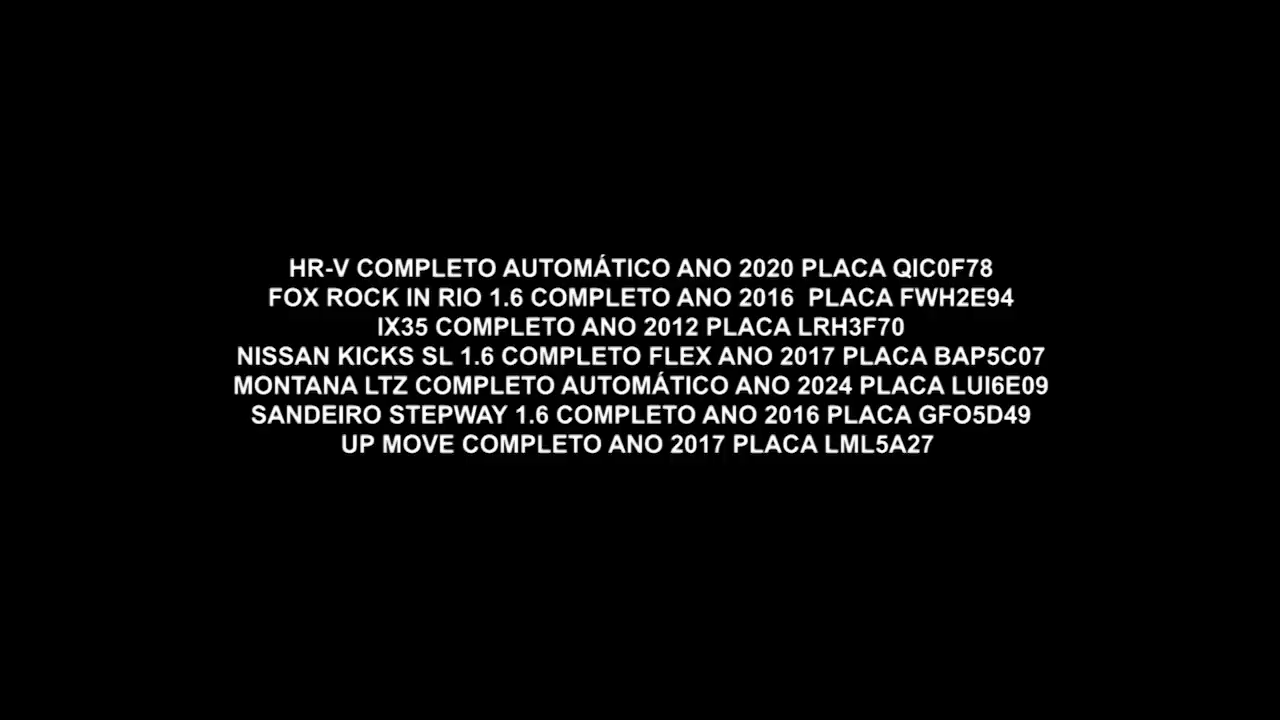 HR-V COMPLETO AUTOMÁTICO ANO 2020 PLACA QIC0F78
FOX ROCK IN RIO 1.6 COMPLETO ANO 2016  PLACA FWH2E94
IX35 COMPLETO ANO 2012 PLACA LRH3F70
NISSAN KICKS SL 1.6 COMPLETO FLEX ANO 2017 PLACA BAP5C07
MONTANA LTZ COMPLETO AUTOMÁTICO ANO 2024 PLACA LUI6E09
SANDEIRO STEPWAY 1.6 COMPLETO ANO 2016 PLACA GFO5D49
UP MOVE COMPLETO ANO 2017 PLACA LML5A27